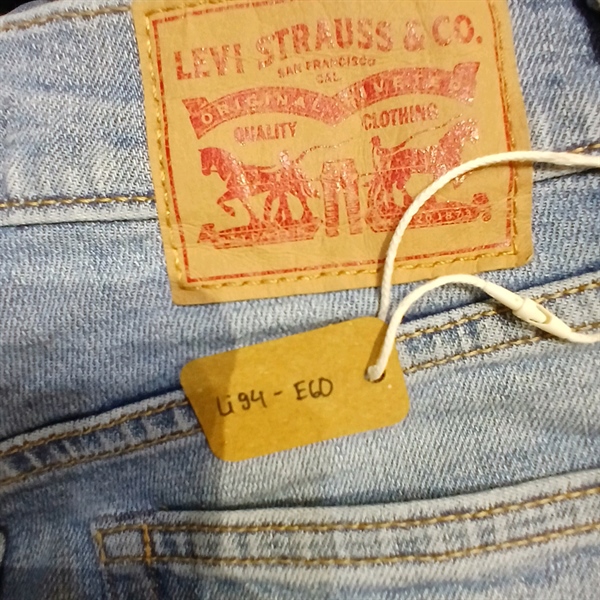 LEVI STRAUSS & CO.
SAN FRANCISCO
CAL.
ORIGINAL RIVETED
QUALITY CLOTHING
Li94 - E60